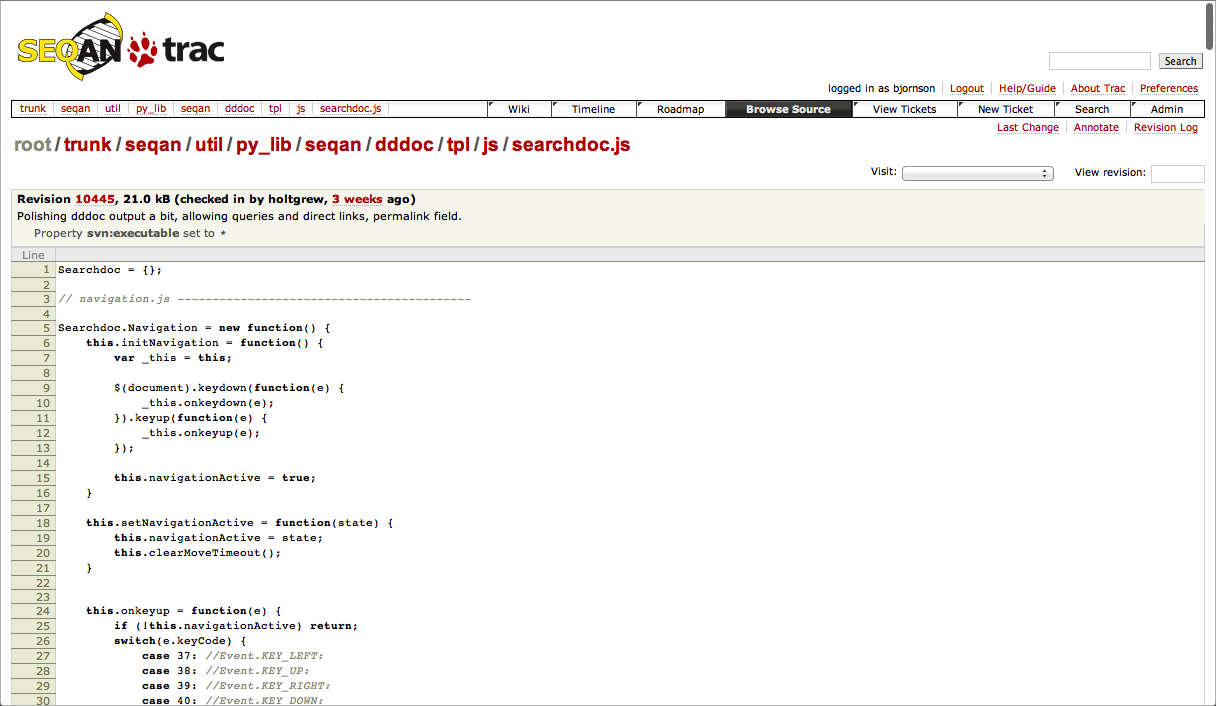 SEQAN trac
Search
logged in as bjornson Logout Help/Guide About Trac Preferences
trunk seqan util py_lib seqan dddoc tpl js searchdoc.js Wiki Timeline Roadmap Browse Source View Tickets New Ticket Search Admin
Last Change Annotate Revision Log
root / trunk / seqan / util / py_lib / seqan / dddoc / tpl / js / searchdoc.js
Visit: View revision:
Revision 10445, 21.0 kB (checked in by holtgrew, 3 weeks ago)
Polishing dddoc output a bit, allowing queries and direct links, permalink field.
Property svn:executable set to *
Line
1 Searchdoc = {};
2
3 // navigation.js ------------------------------------------
4
5 Searchdoc.Navigation = new function() {
6 this.initNavigation = function() {
7 var _this = this;
8
9 $(document).keydown(function(e) {
10 _this.onkeydown(e);
11 }).keyup(function(e) {
12 _this.onkeyup(e);
13 });
14
15 this.navigationActive = true;
16 }
17
18 this.setNavigationActive = function(state) {
19 this.navigationActive = state;
20 this.clearMoveTimeout();
21 }
22
23
24 this.onkeyup = function(e) {
25 if (!this.navigationActive) return;
26 switch(e.keyCode) {
27 case 37: //Event.KEY_LEFT:
28 case 38: //Event.KEY_UP:
29 case 39: //Event.KEY_RIGHT:
30 case 40: //Event.KEY_DOWN: